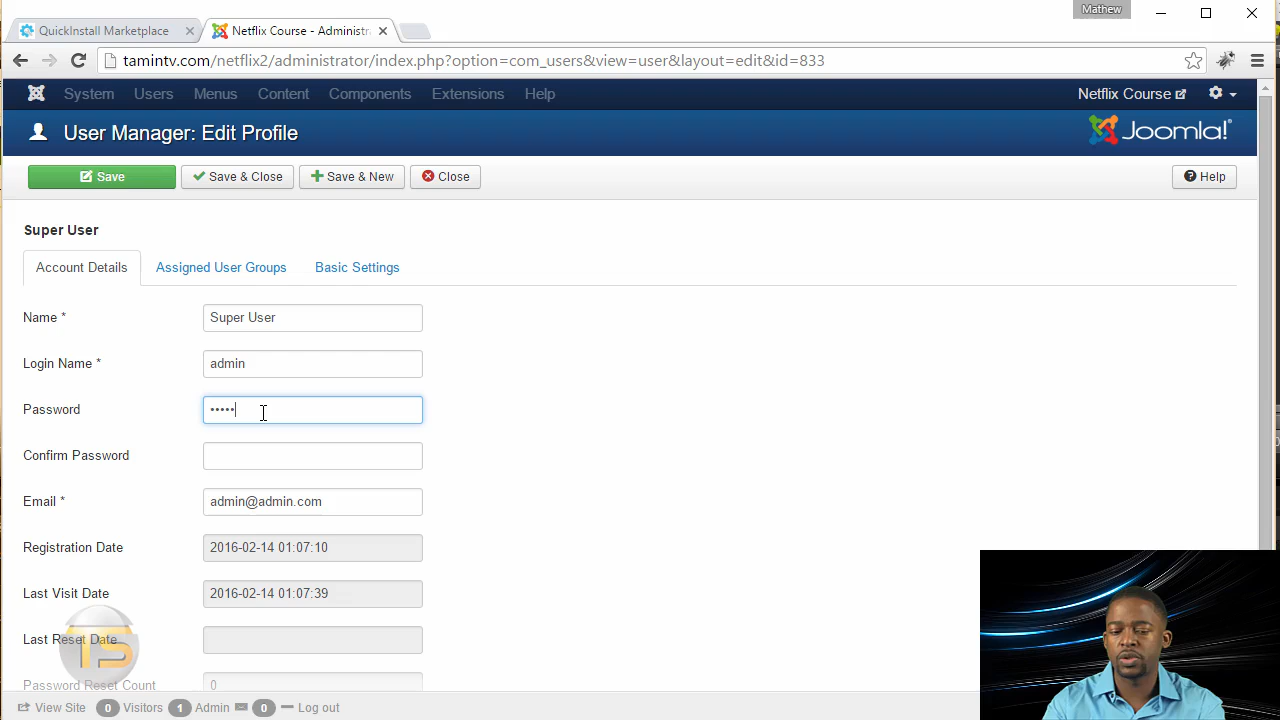 Mathew
QuickInstall Marketplace
Netflix Course - Administr
tamintv.com/netflix2/administrator/index.php?option=com_users&view=user&layout=edit&id=833
System Users Menus Content Components Extensions Help Netflix Course
User Manager: Edit Profile Joomla!
Save Save & Close Save & New Close Help
Super User
Account Details Assigned User Groups Basic Settings
Name * Super User
Login Name * admin
Password •••••
Confirm Password
Email * admin@admin.com
Registration Date 2016-02-14 01:07:10
Last Visit Date 2016-02-14 01:07:39
Last Reset Date
TS
Password Reset Count 0
View Site 0 Visitors 1 Admin 0 Log out